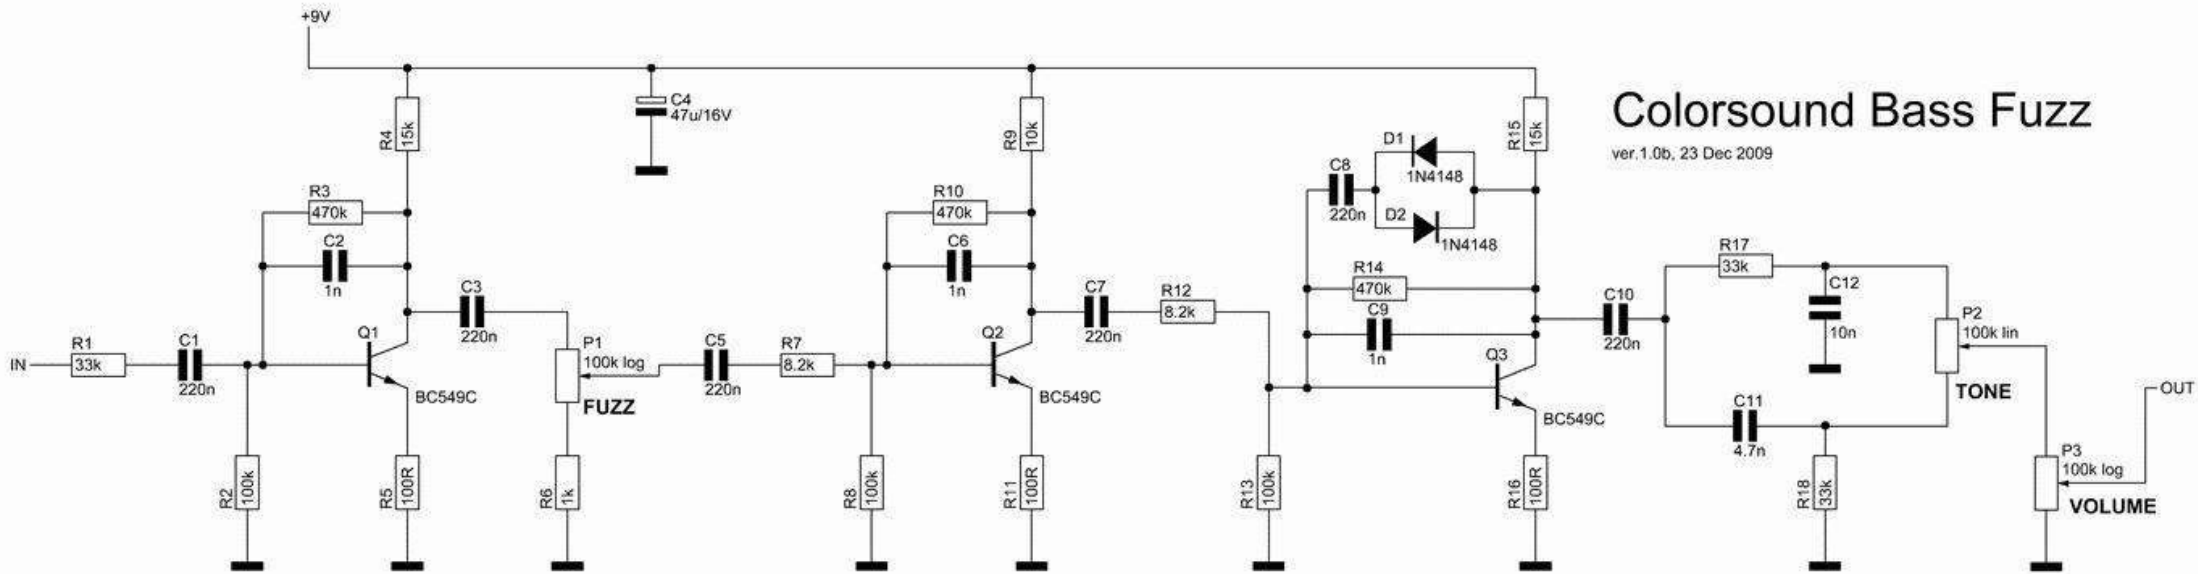 +9V
Colorsound Bass Fuzz
ver.1.0b, 23 Dec 2009
R4
15k
C4
47u/16V
R9
10k
R15
15k
D1
1N4148
C8
220n
D2
1N4148
R3
470k
C2
1n
R10
470k
C6
1n
R14
470k
C9
1n
R17
33k
C12
10n
C3
220n
C7
220n
R12
8.2k
C10
220n
P2
100k lin
TONE
IN
R1
33k
C1
220n
Q1
BC549C
P1
100k log
FUZZ
C5
220n
R7
8.2k
Q2
BC549C
Q3
BC549C
C11
4.7n
OUT
P3
100k log
VOLUME
R2
100k
R5
100R
R6
1k
R8
100k
R11
100R
R13
100k
R16
100R
R18
33k